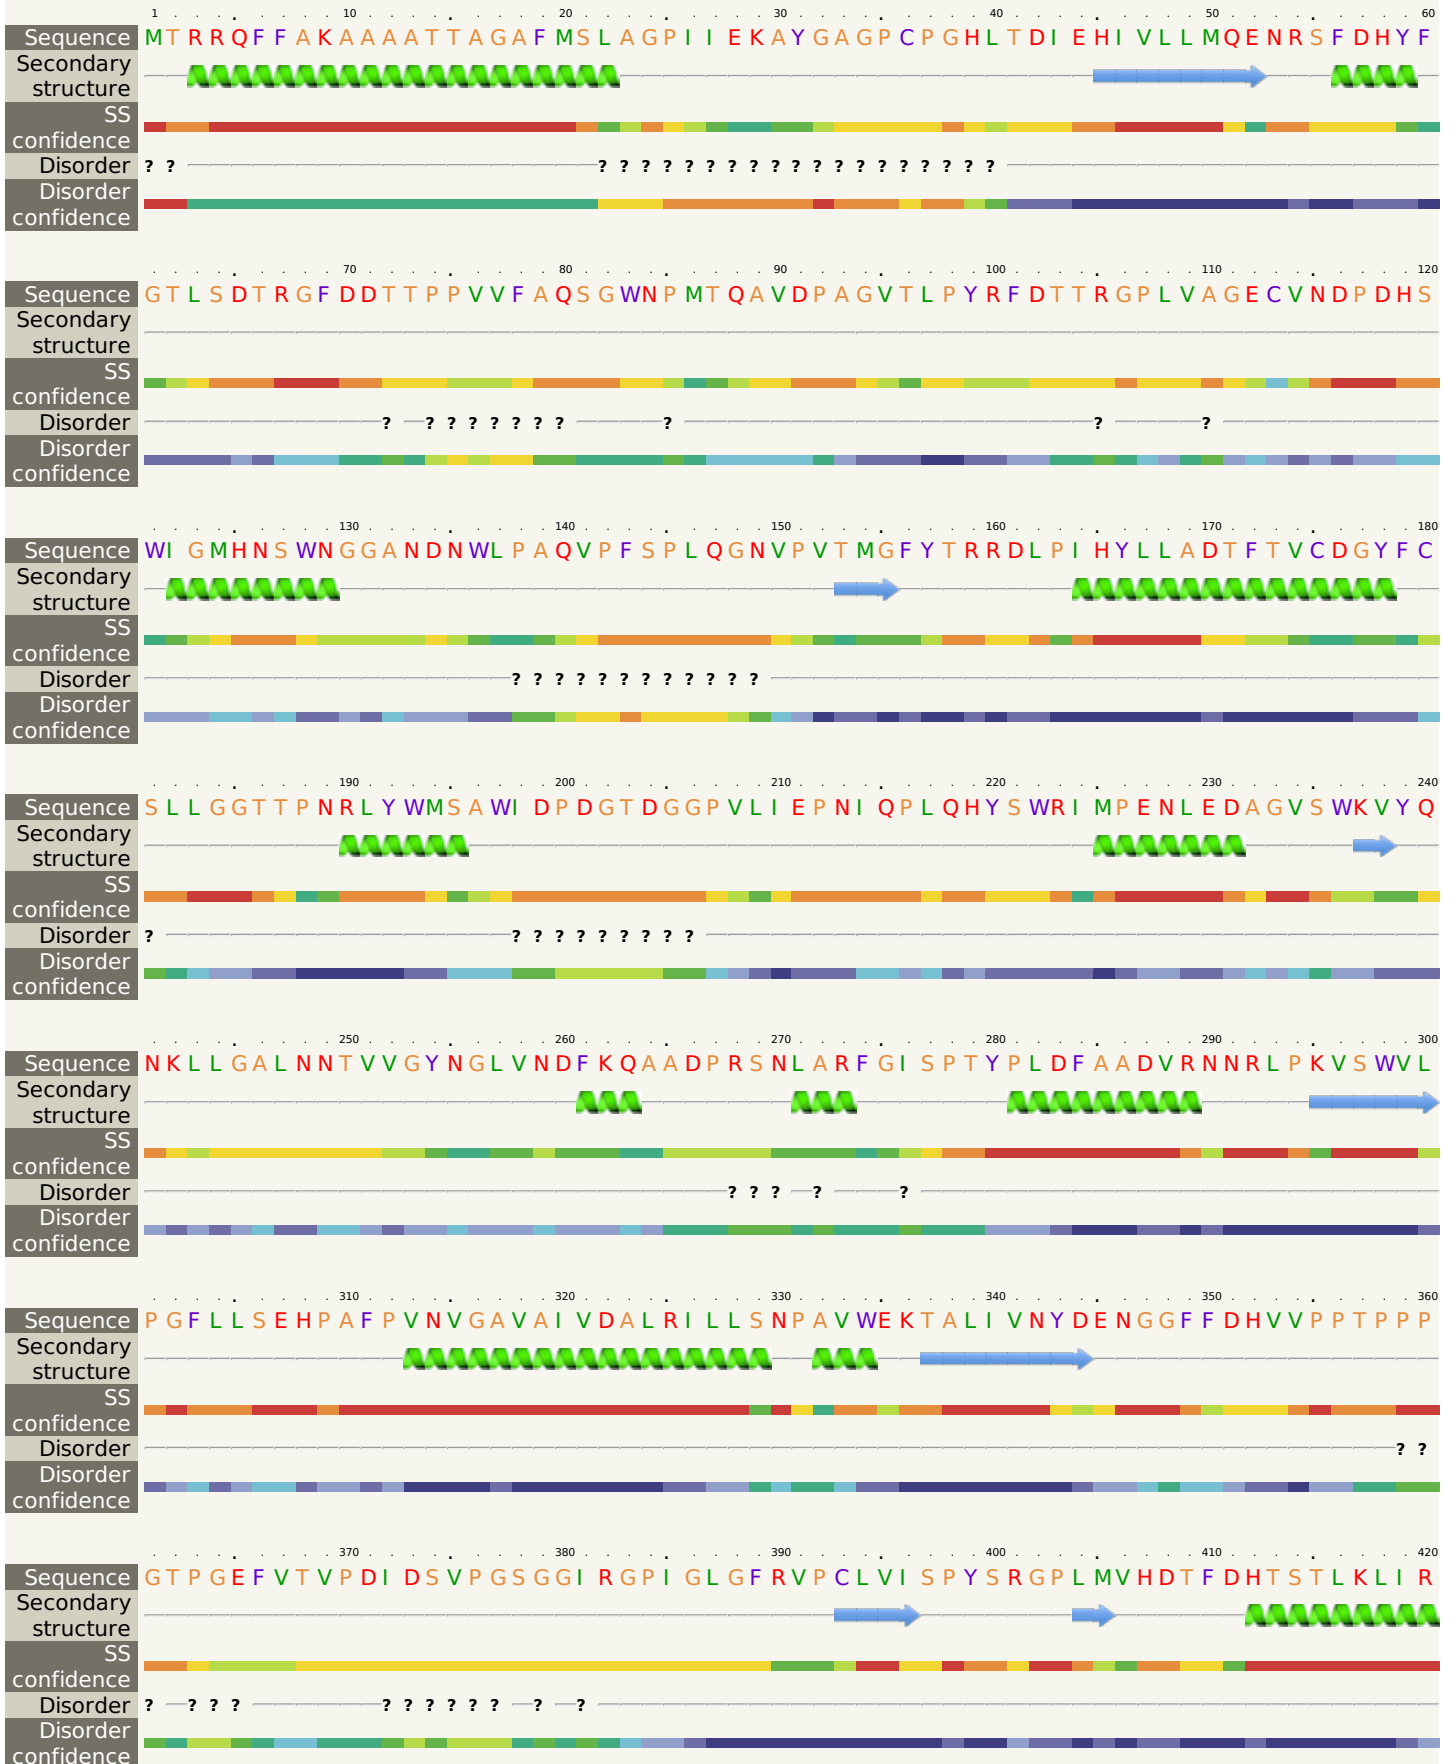 1 10 20 30 40 50 60
Sequence MTRRQFFAKAAAATTAGAFMSLAGPIIEKAYGAGPCPGHLTDIEHIVLLMQENRSFDHYF
Secondary
structure
SS
confidence
Disorder ? ? ? ? ? ? ? ? ? ? ? ? ? ? ? ? ? ? ? ? ?
Disorder
confidence
70 80 90 100 110 120
Sequence GTLSDTRGFDDTTPPVVFAQSGWNPMTQAVDPAGVTLPYRFDTTRGPLVAGECVNDPDHS
Secondary
structure
SS
confidence
Disorder ? ? ? ? ? ? ? ? ? ? ?
Disorder
confidence
130 140 150 160 170 180
Sequence WIGMHNSWNGGANDNWLPAQVPFSPLQGNVPVTMGFYTRRDLPIHYLLADTFTVCDGYFC
Secondary
structure
SS
confidence
Disorder ? ? ? ? ? ? ? ? ? ? ? ?
Disorder
confidence
190 200 210 220 230 240
Sequence SLLGGTTPNRLYWMSAWIDPDGTDGGPVLIEPNIQPLQHYSWRIMPENLEDAGVSWKVYQ
Secondary
structure
SS
confidence
Disorder ? ? ? ? ? ? ? ? ? ?
Disorder
confidence
250 260 270 280 290 300
Sequence NKLLGALNNTVVGYNGLVNDFKQAADPRSNLARFGISPTYPLDFAADVRNNRLPKVSWVL
Secondary
structure
SS
confidence
Disorder ? ? ? ? ?
Disorder
confidence
310 320 330 340 350 360
Sequence PGFLLSEHPAFPVNVGAVAIVDALRILLSNPAVWEKTALIVNYDENGGFFDHVVPPTPPP
Secondary
structure
SS
confidence
Disorder ? ?
Disorder
confidence
370 380 390 400 410 420
Sequence GTPGEFVTVPDIDSVPGSGGIRGPIGLGFRVPCLVISPYSRGPLMVHDTFDHTSTLKLIR
Secondary
structure
SS
confidence
Disorder ? ? ? ? ? ? ? ? ? ? ? ?
Disorder
confidence